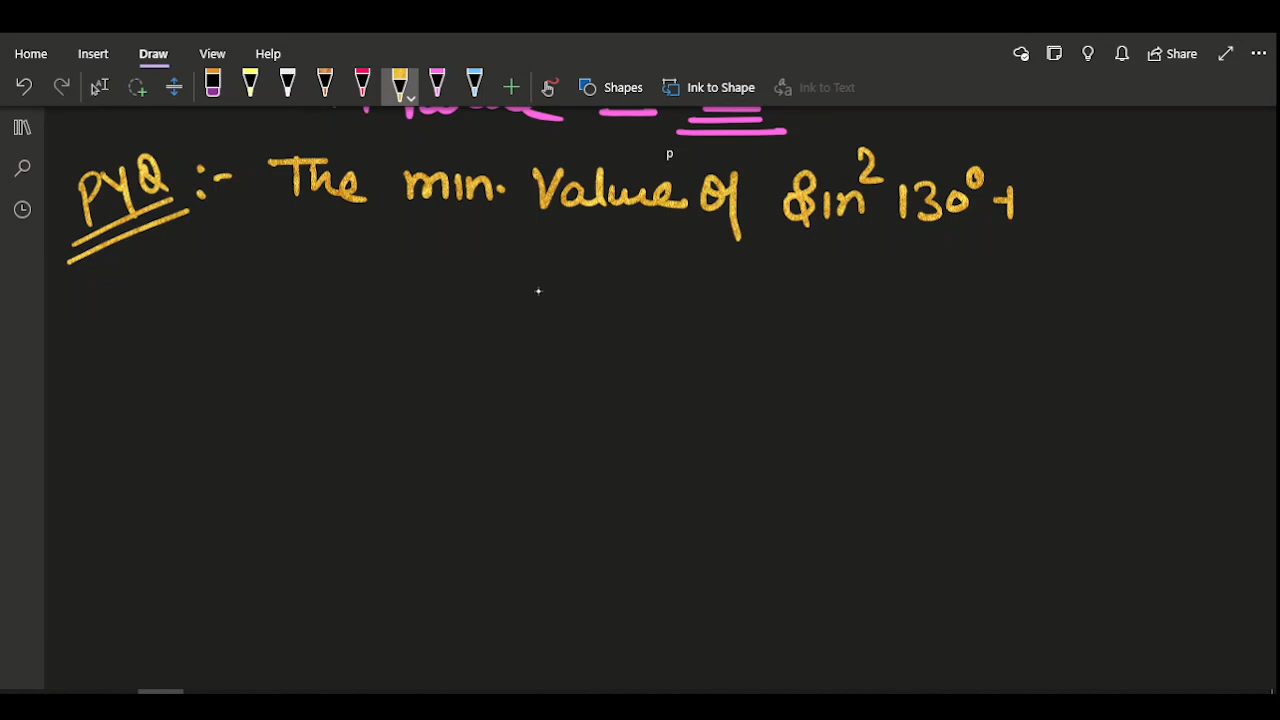 Home Insert Draw View Help Share
Shapes Ink to Shape Ink to Text
p
PYQ :- The min. Value of Sin² 130° +